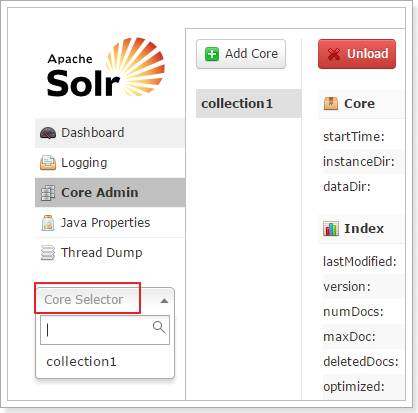 Apache
Solr
Dashboard
Logging
Core Admin
Java Properties
Thread Dump
Core Selector
collection1
Add Core
collection1
Unload
Core
startTime:
instanceDir:
dataDir:
Index
lastModified:
version:
numDocs:
maxDoc:
deletedDocs:
optimized: